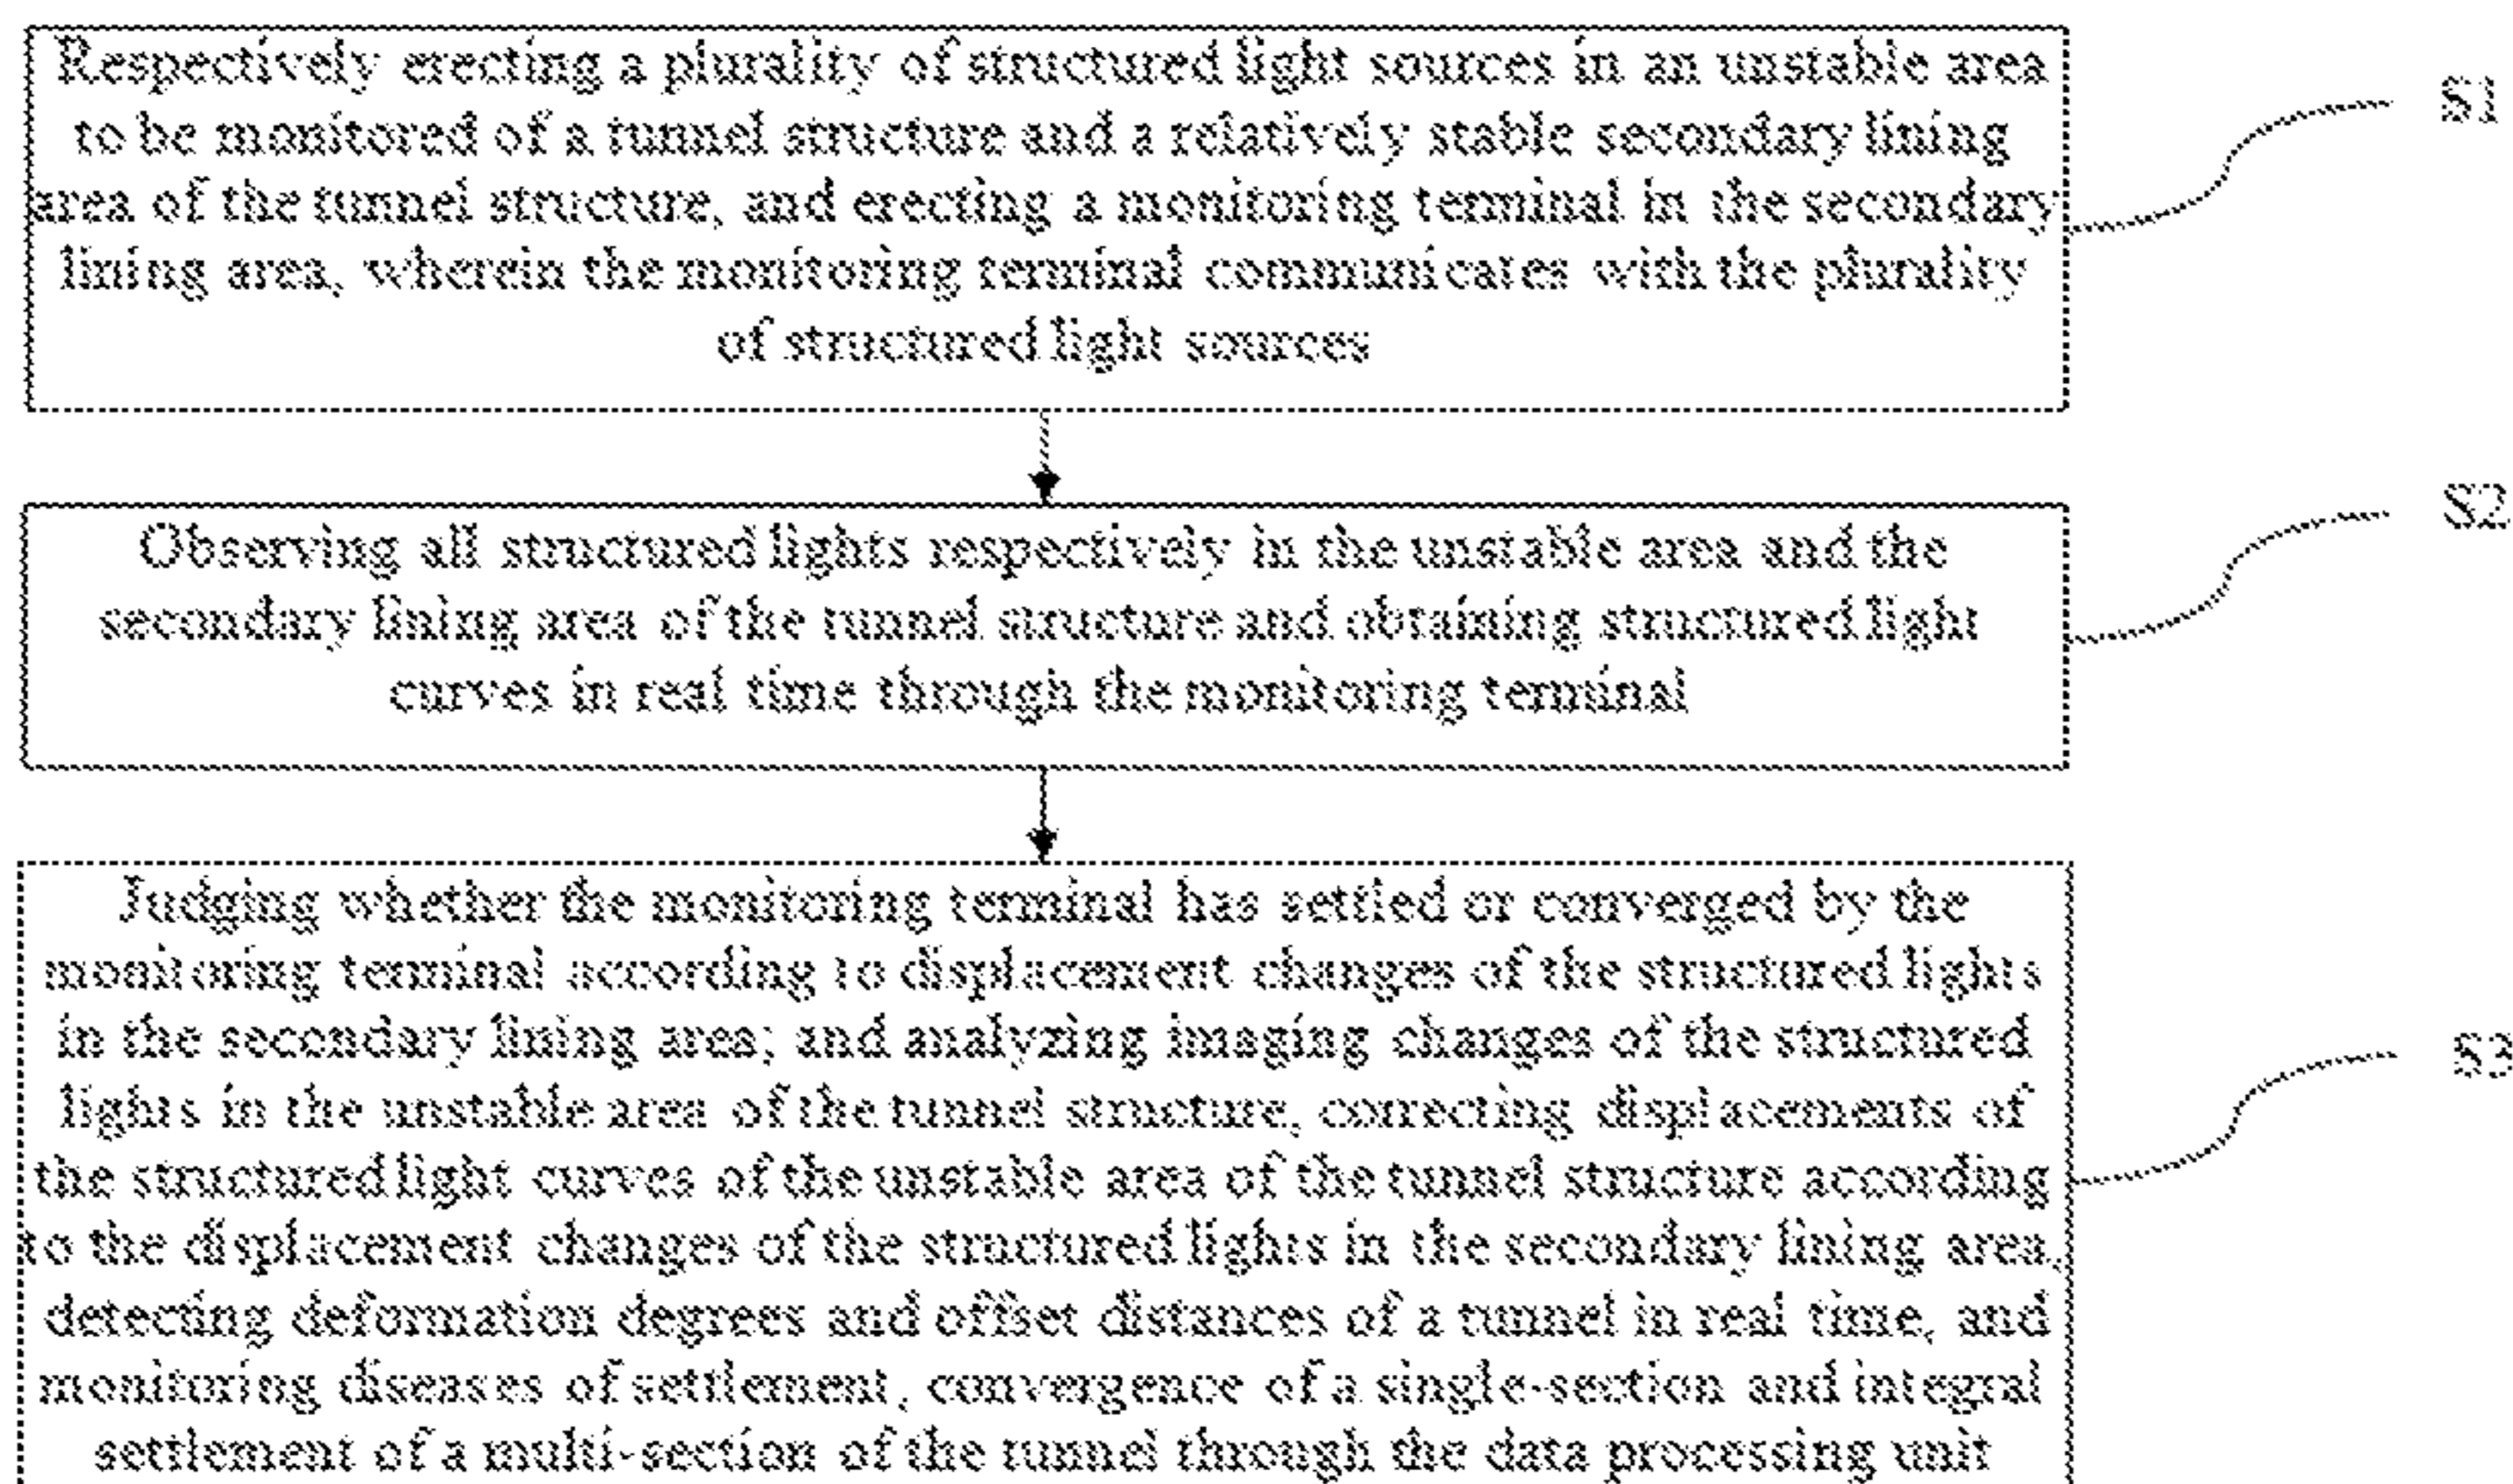 Respectively erecting a plurality of structured light sources in an unstable area
to be monitored of a tunnel structure and a relatively stable secondary lining
area of the tunnel structure, and erecting a monitoring terminal in the secondary
lining area, wherein the monitoring terminal communicates with the plurality
of structured light sources
S1
Observing all structured lights respectively in the unstable area and the
secondary lining area of the tunnel structure and obtaining structured light
curves in real time through the monitoring terminal
S2
Judging whether the monitoring terminal has settled or converged by the
monitoring terminal according to displacement changes of the structured lights
in the secondary lining area; and analyzing imaging changes of the structured
lights in the unstable area of the tunnel structure, correcting displacements of
the structured light curves of the unstable area of the tunnel structure according
to the displacement changes of the structured lights in the secondary lining area,
detecting deformation degrees and offset distances of a tunnel in real time, and
monitoring diseases of settlement, convergence of a single-section and integral
settlement of a multi-section of the tunnel through the data processing unit
S3